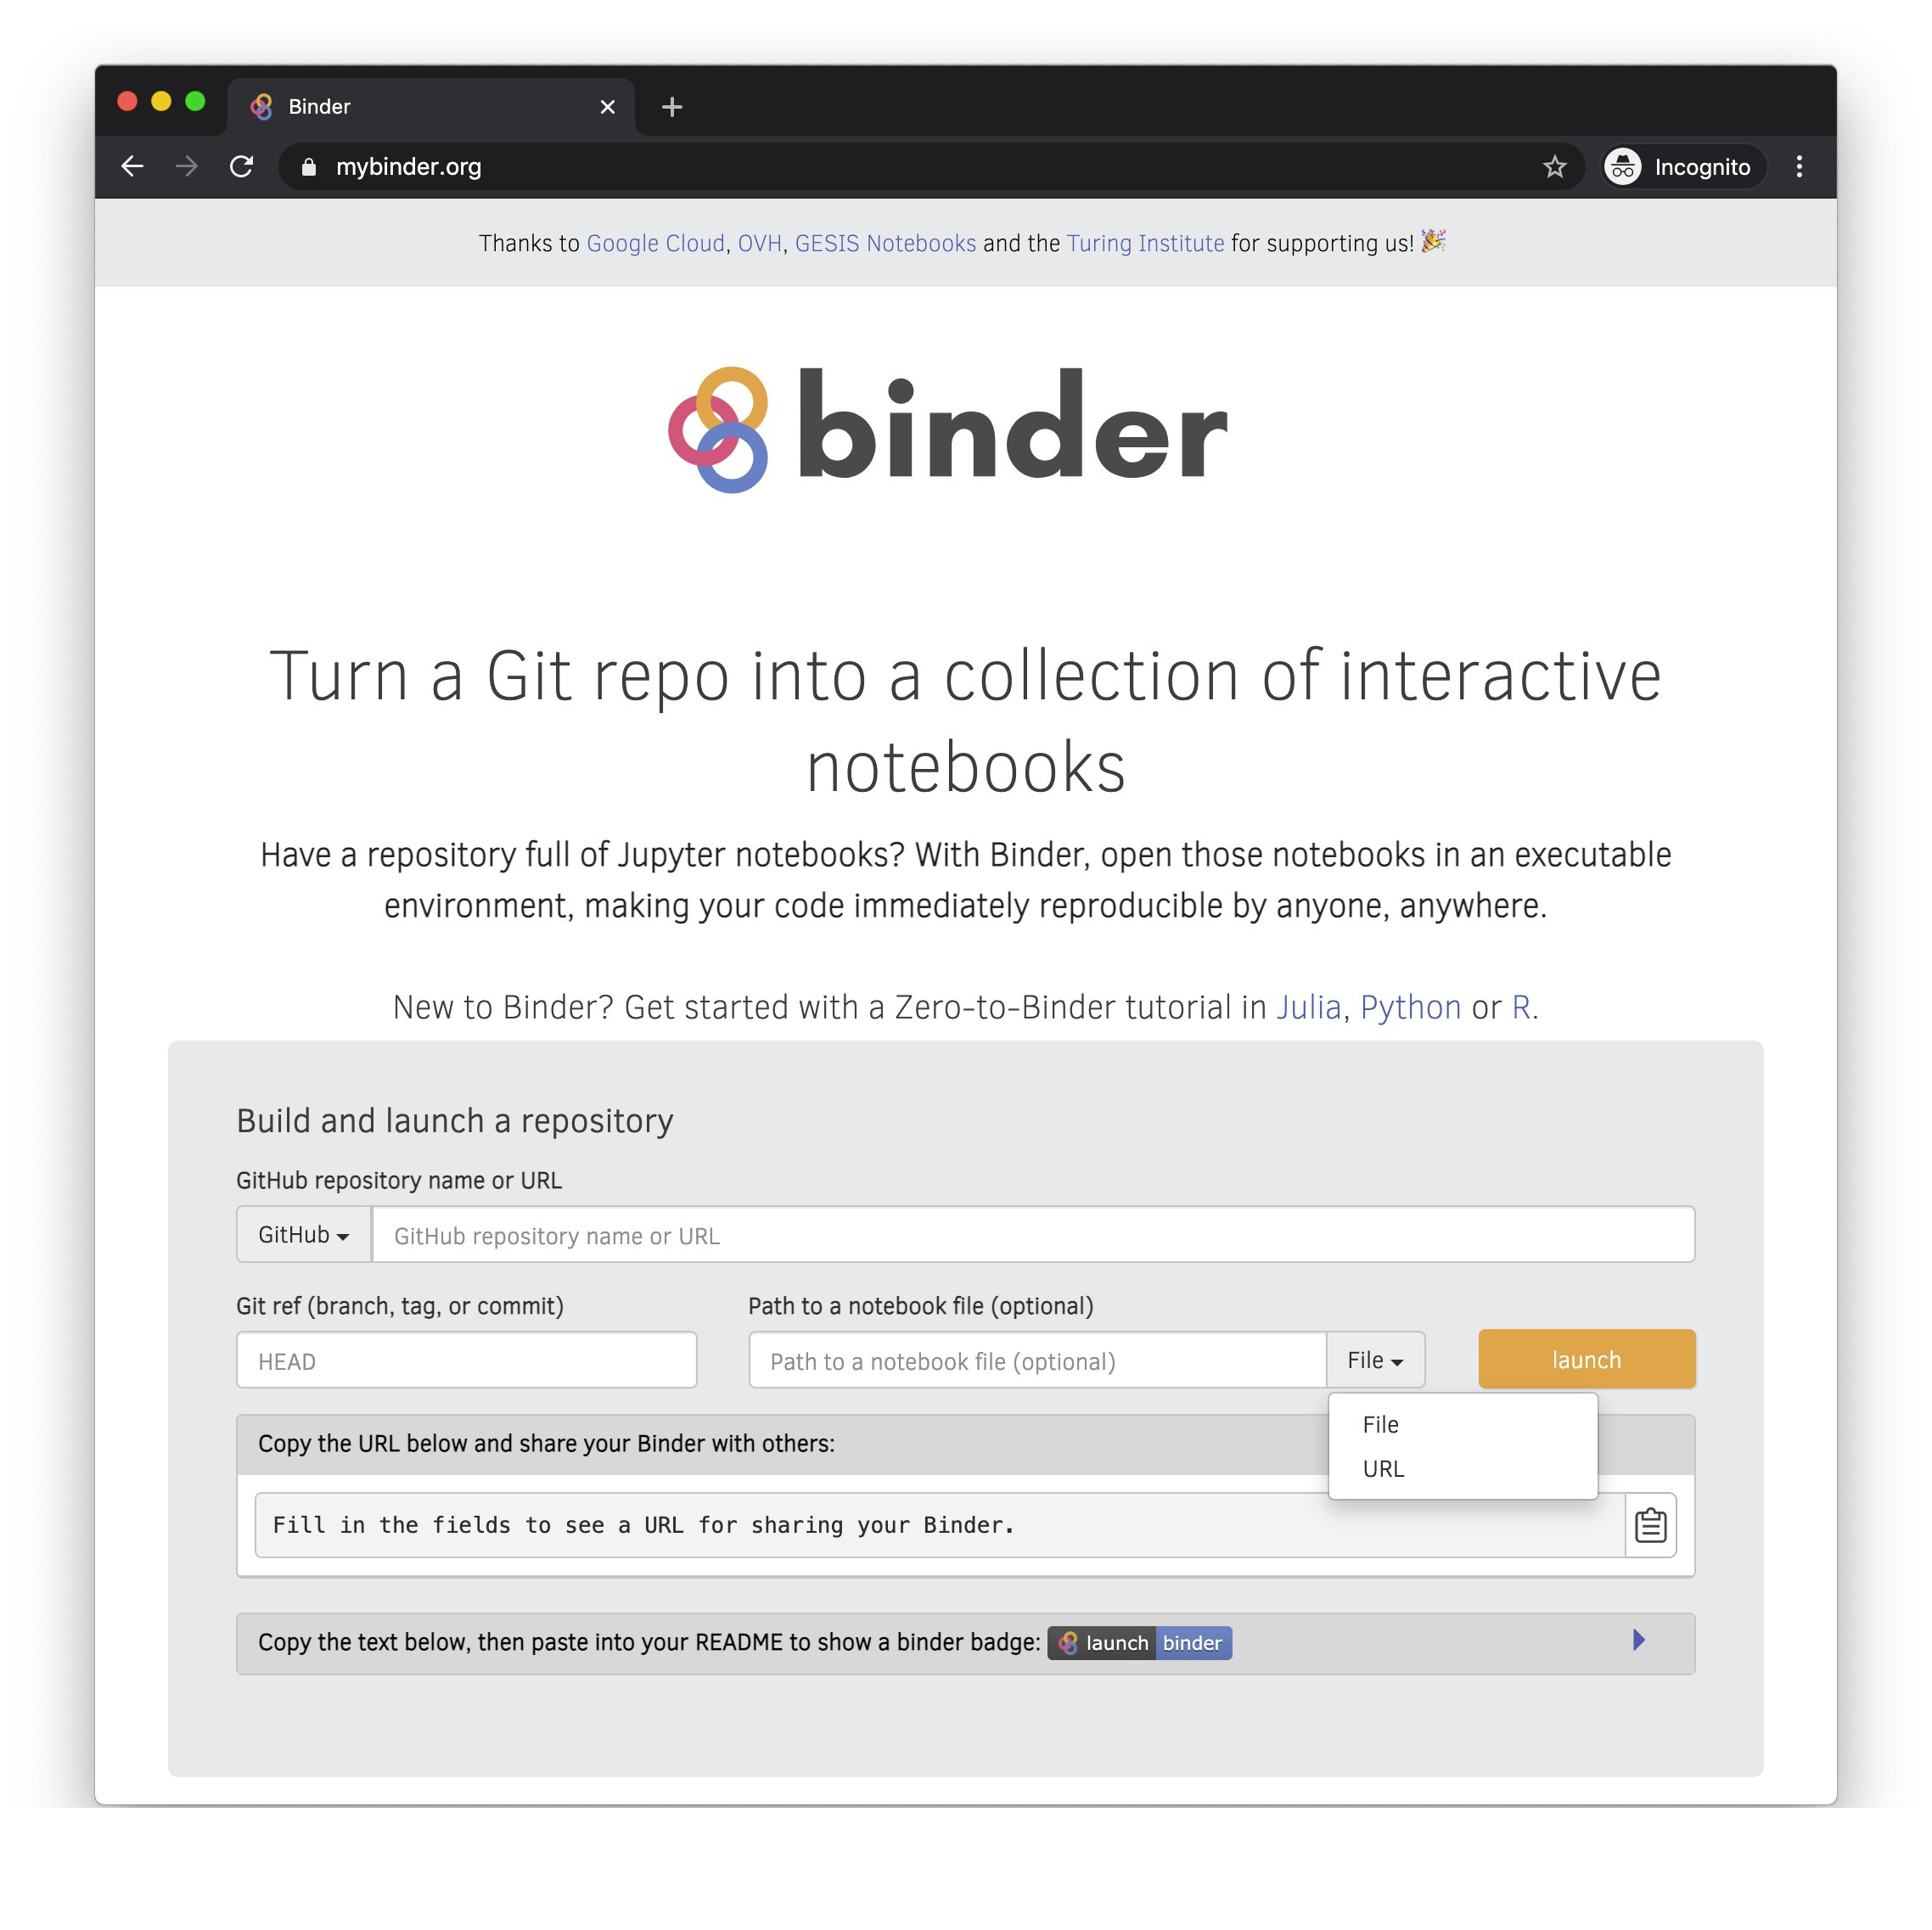 Binder
mybinder.org
Incognito
Thanks to Google Cloud, OVH, GESIS Notebooks and the Turing Institute for supporting us! 🎉
binder
Turn a Git repo into a collection of interactive
notebooks
Have a repository full of Jupyter notebooks? With Binder, open those notebooks in an executable
environment, making your code immediately reproducible by anyone, anywhere.
New to Binder? Get started with a Zero-to-Binder tutorial in Julia, Python or R.
Build and launch a repository
GitHub repository name or URL
GitHub GitHub repository name or URL
Git ref (branch, tag, or commit) Path to a notebook file (optional)
HEAD Path to a notebook file (optional) File launch
File
Copy the URL below and share your Binder with others:
URL
Fill in the fields to see a URL for sharing your Binder.
Copy the text below, then paste into your README to show a binder badge: launch binder